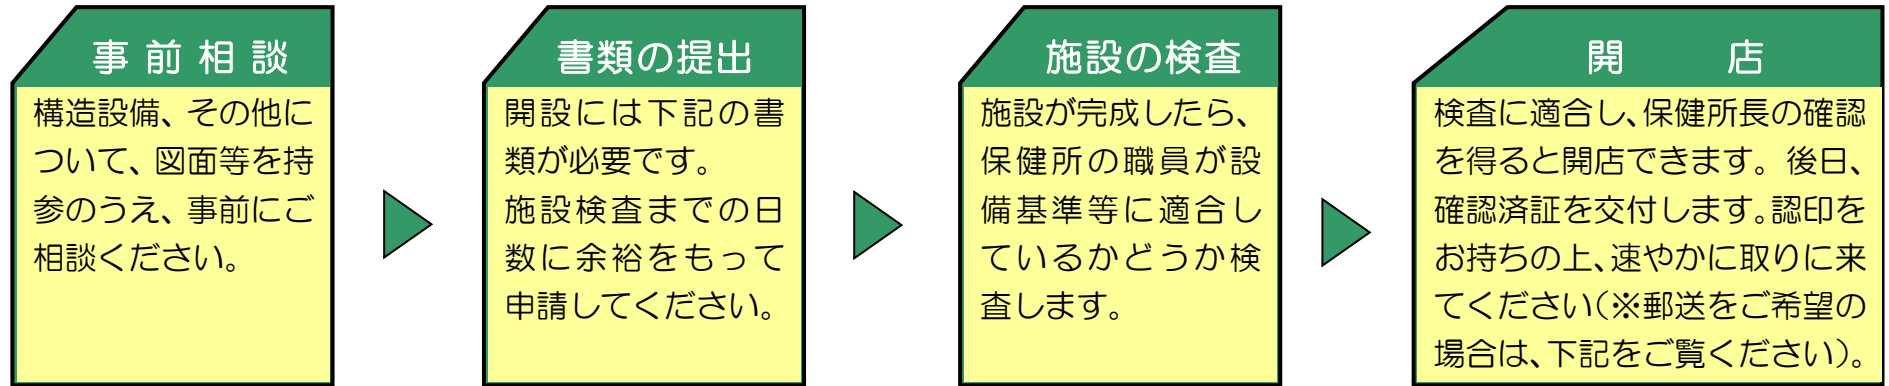 事前相談
構造設備、その他に
ついて、図面等を持
参のうえ、事前にご
相談ください。
書類の提出
開設には下記の書
類が必要です。
施設検査までの日
数に余裕をもって
申請してください。
施設の検査
施設が完成したら、
保健所の職員が設
備基準等に適合し
ているかどうか検
査します。
開店
検査に適合し、保健所長の確認
を得ると開店できます。後日、
確認済証を交付します。認印を
お持ちの上、速やかに取りに来
てください(※郵送をご希望の
場合は、下記をご覧ください)。